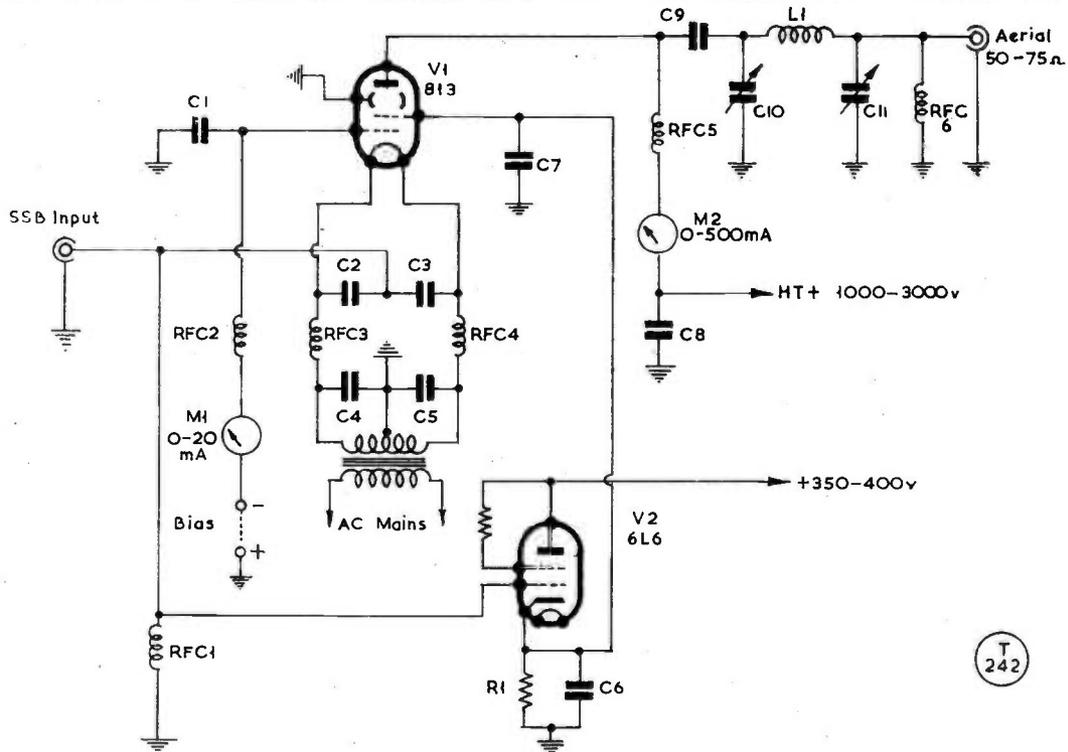 C9
L1
Aerial
50-75Ω
V1
813
C1
C10
C11
RFC
6
RFC5
C7
SSB Input
M2
0-500mA
C2
C3
HT+ 1000-3000v
RFC2
RFC3
RFC4
C8
C4
C5
M1
0-20
mA
+350-400v
-
Bias
+
AC Mains
V2
6L6
RFC1
R1
C6
T
242